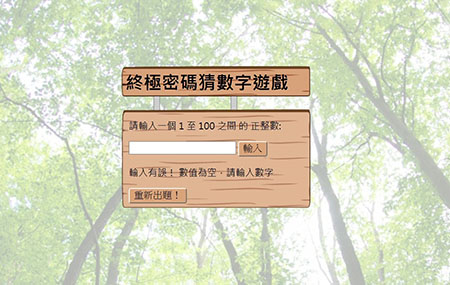 終極密碼猜數字遊戲
請輸入一個 1 至 100 之間 的 正整數:
輸入
輸入有誤！ 數值為空，請輸入數字
重新出題！